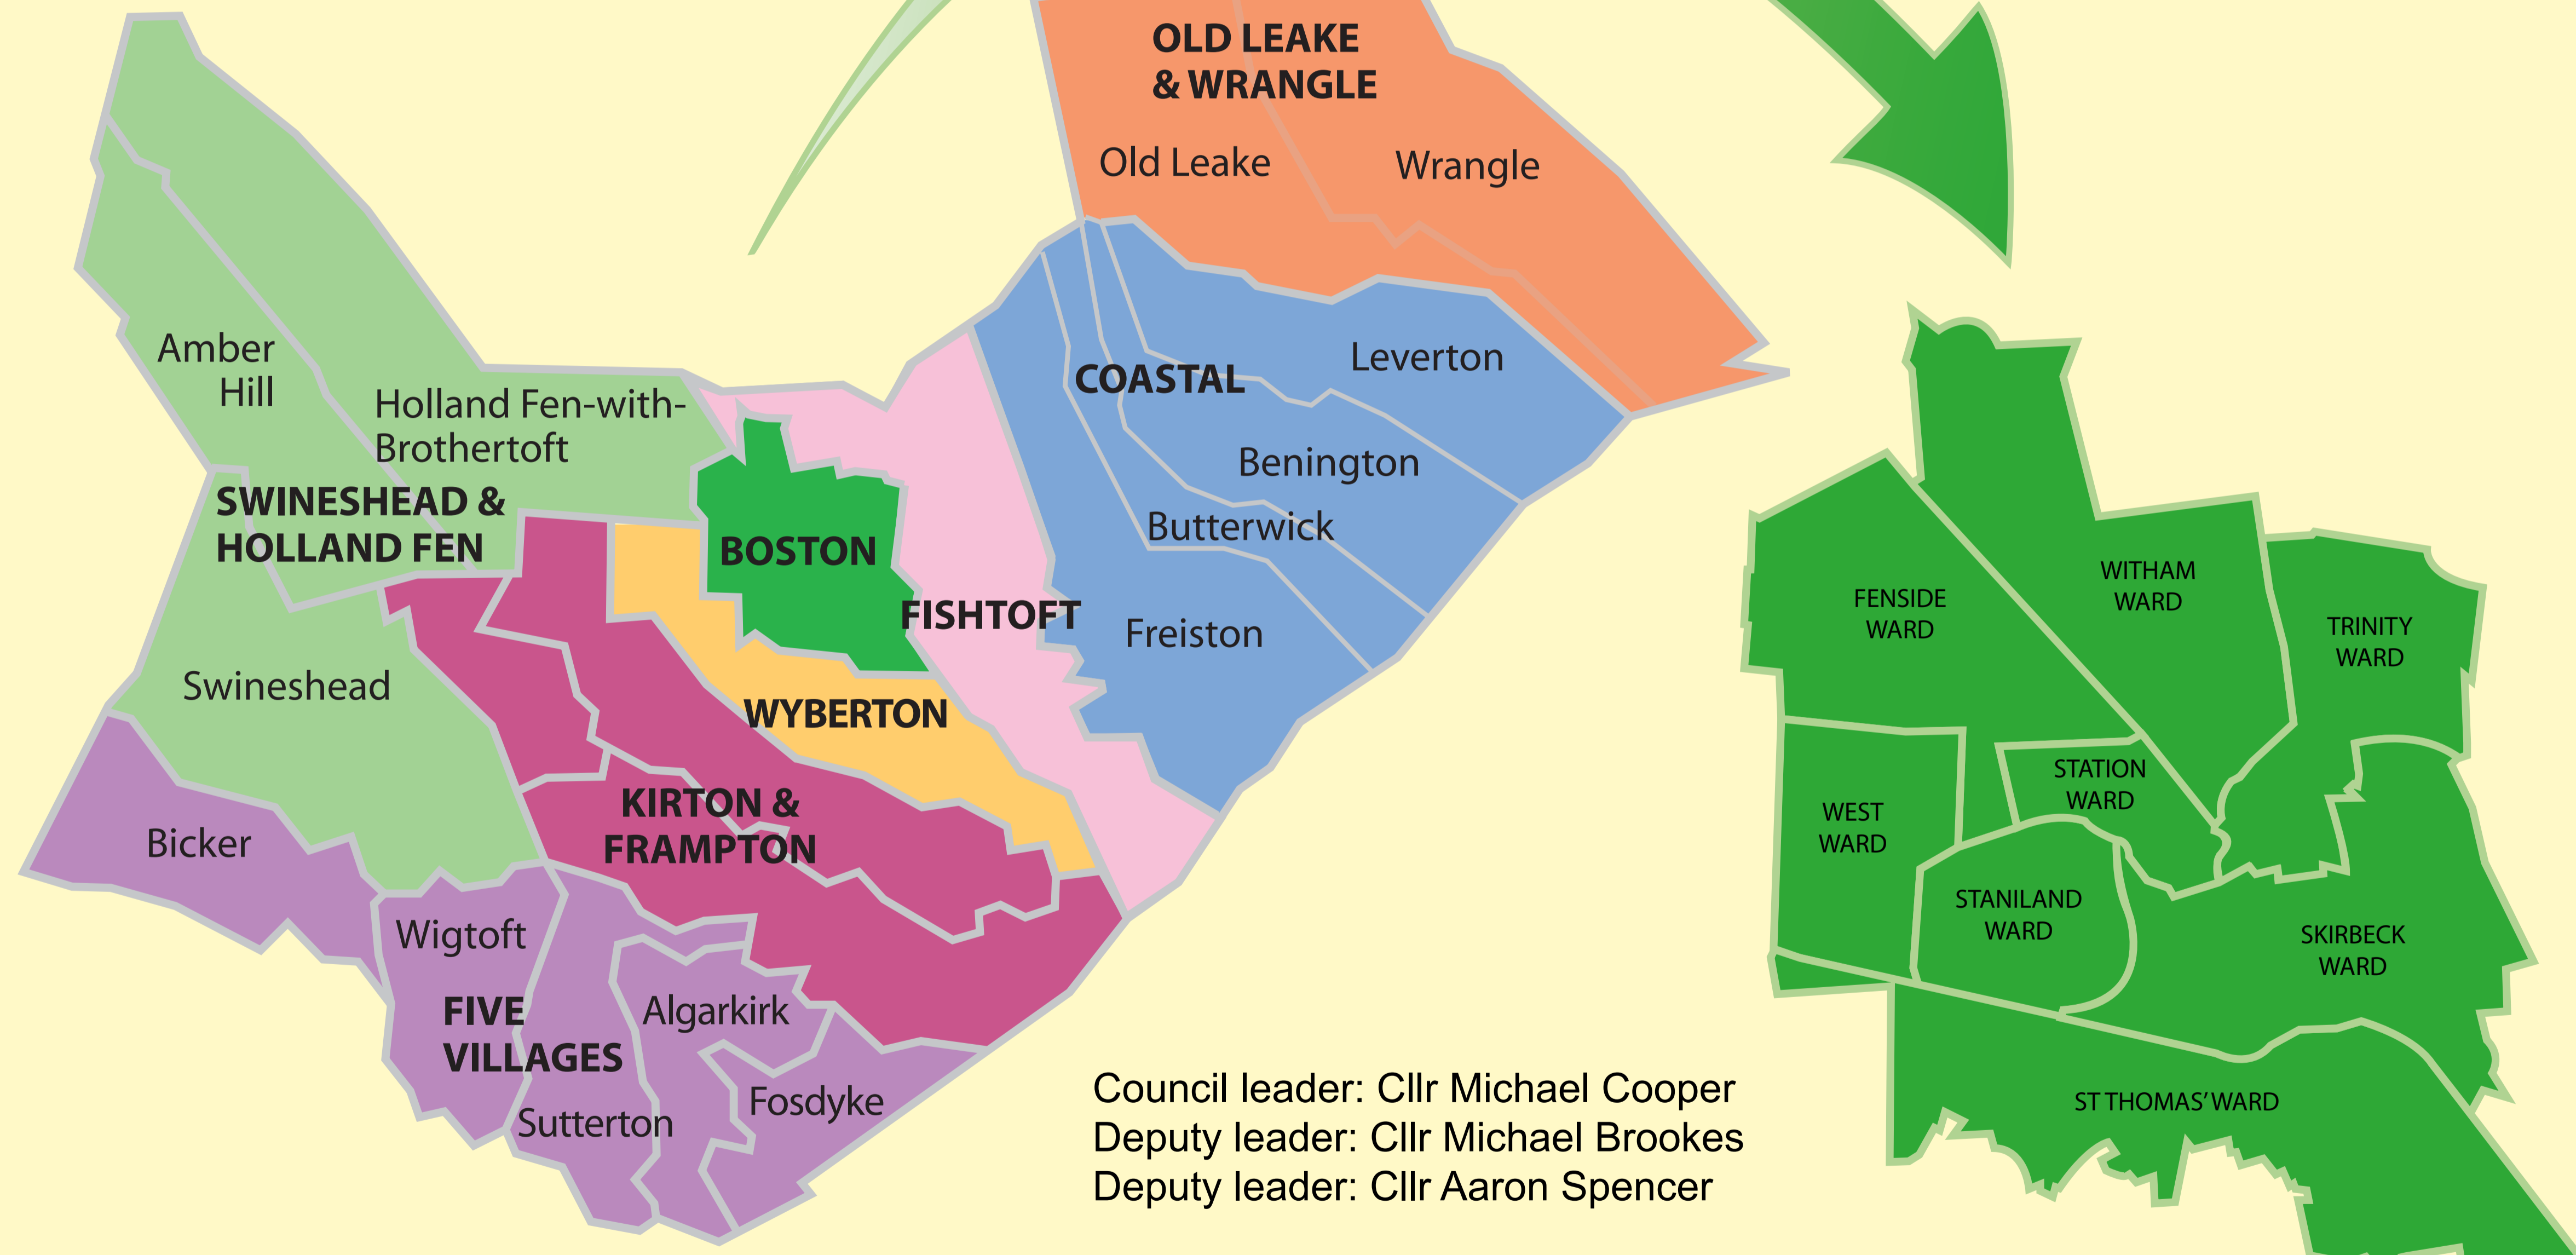 OLD LEAKE
& WRANGLE
Old Leake
Wrangle
Amber
Hill
Holland Fen-with-
Brothertoft
SWINESHEAD &
HOLLAND FEN
Swineshead
BOSTON
FISHTOFT
COASTAL
Leverton
Benington
Butterwick
Freiston
WYBERTON
KIRTON &
FRAMPTON
Bicker
Wigtoft
FIVE
VILLAGES
Algarkirk
Sutterton
Fosdyke
Council leader: Cllr Michael Cooper
Deputy leader: Cllr Michael Brookes
Deputy leader: Cllr Aaron Spencer
FENSIDE
WARD
WITHAM
WARD
TRINITY
WARD
STATION
WARD
WEST
WARD
STANILAND
WARD
SKIRBECK
WARD
ST THOMAS’ WARD